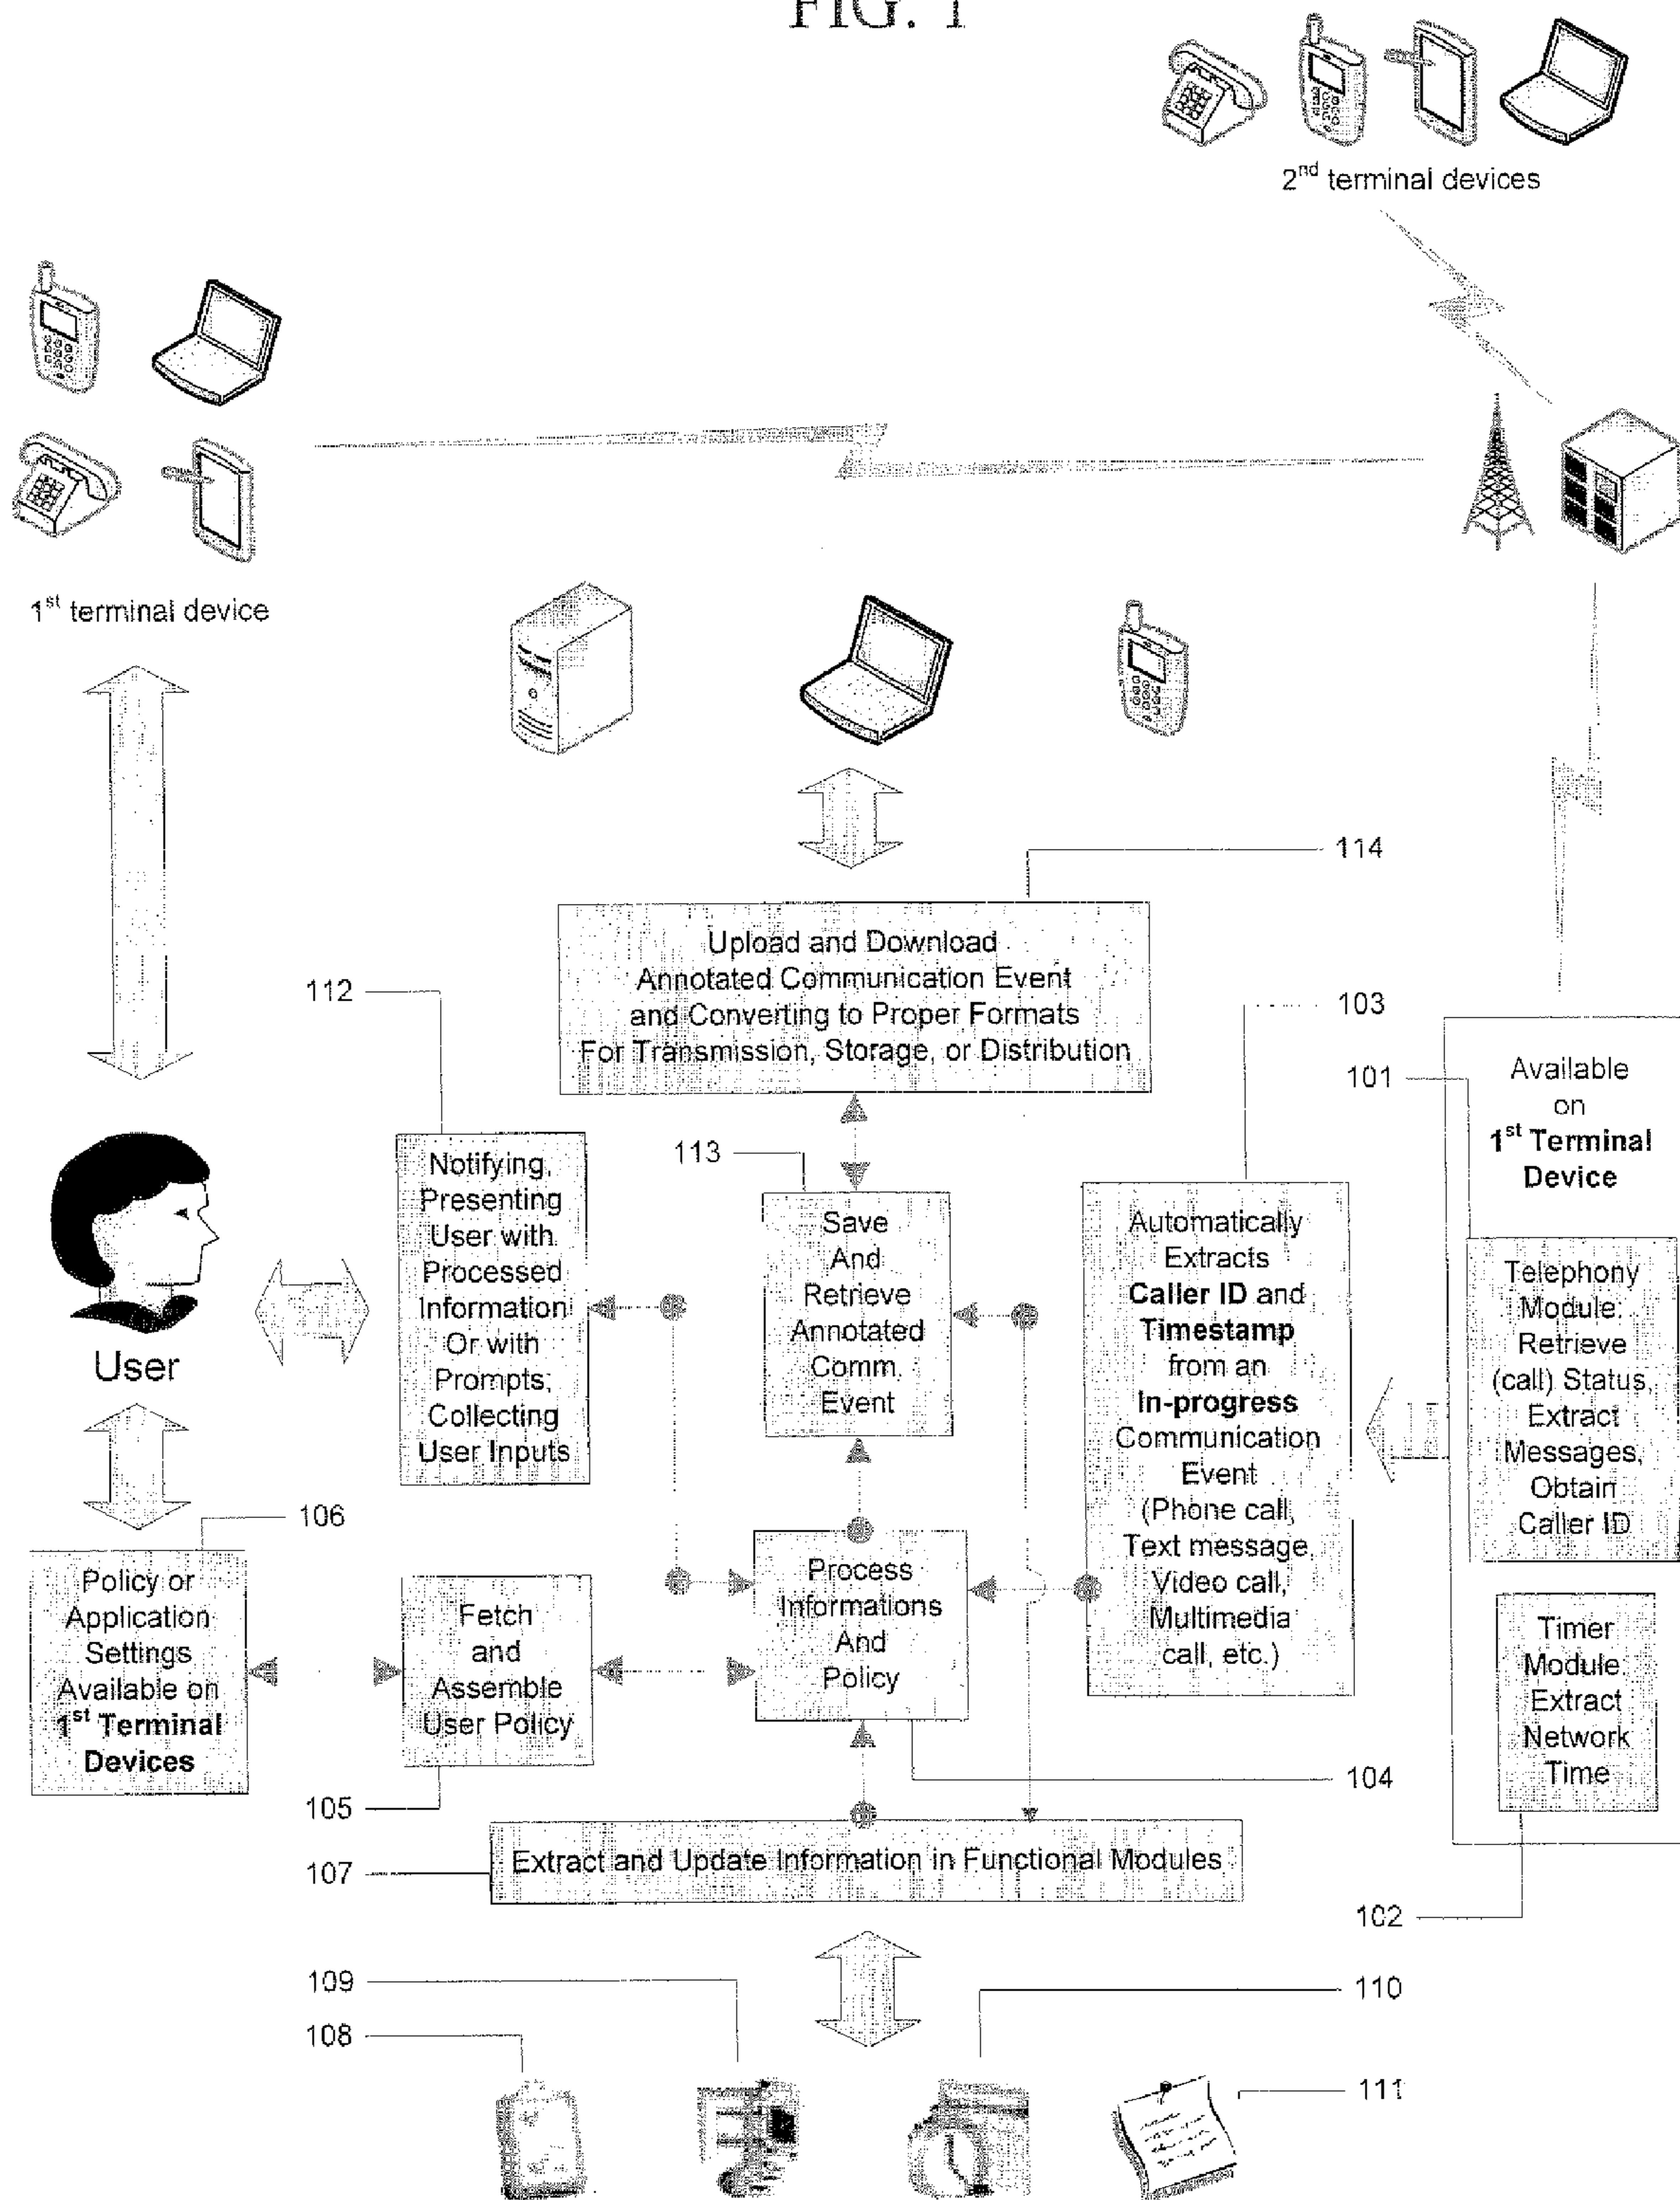 FIG. 1
2nd terminal devices
1st terminal device
114
Upload and Download
Annotated Communication Event
and Converting to Proper Formats
For Transmission, Storage, or Distribution
112
103
101
Available
on
1st Terminal
Device
113
Notifying,
Presenting
User with
Processed
Information
Or with
Prompts;
Collecting
User Inputs
Save
And
Retrieve
Annotated
Comm.
Event
Automatically
Extracts
Caller ID and
Timestamp
from an
In-progress
Communication
Event
(Phone call,
Text message,
Video call,
Multimedia
call, etc.)
Telephony
Module:
Retrieve
(call) Status,
Extract
Messages,
Obtain
Caller ID
User
106
Policy or
Application
Settings
Available on
1st Terminal
Devices
Fetch
and
Assemble
User Policy
Process
Informations
And
Policy
Timer
Module:
Extract
Network
Time
104
105
107
Extract and Update Information in Functional Modules
102
109
110
108
111